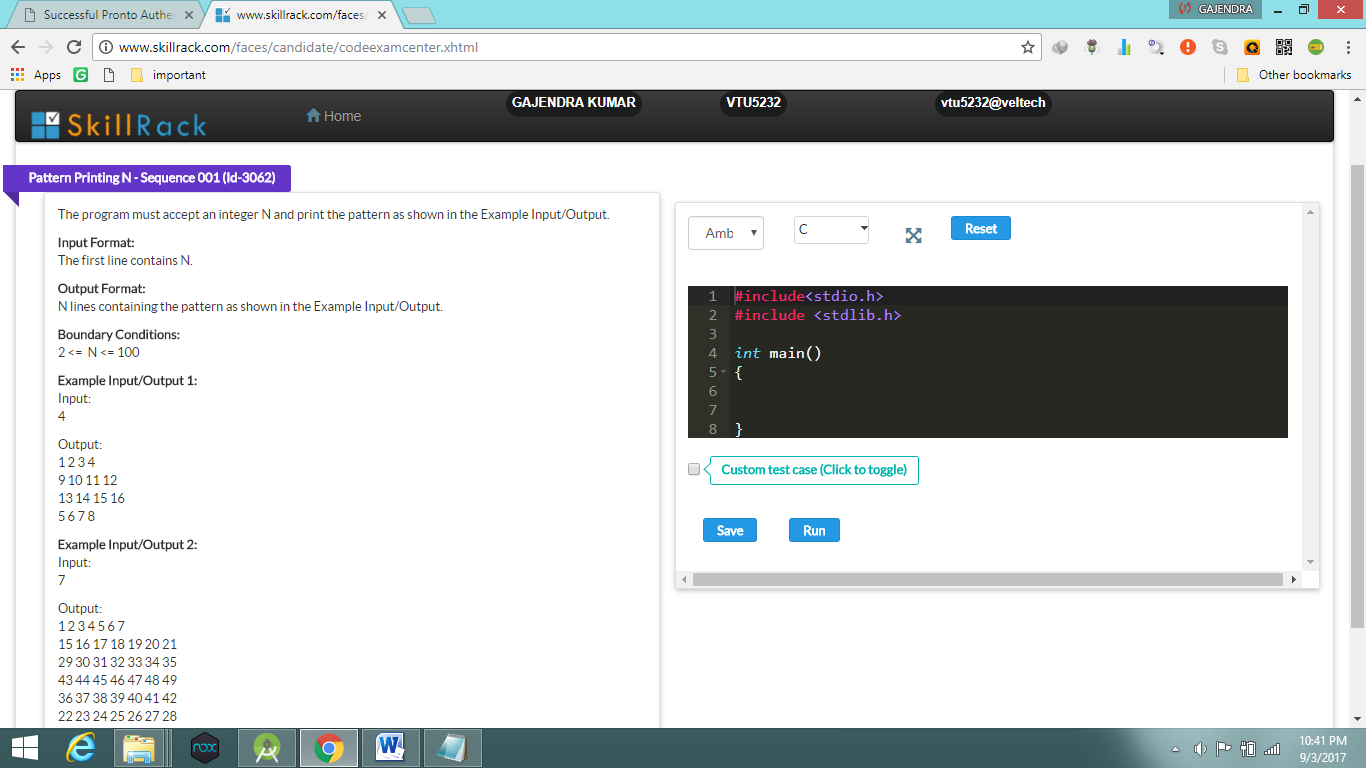 Successful Pronto Authe
www.skillrack.com/faces/
GAJENDRA
www.skillrack.com/faces/candidate/codeexamcenter.xhtml
Apps
important
Other bookmarks
SkillRack
Home
GAJENDRA KUMAR
VTU5232
vtu5232@veltech
Pattern Printing N - Sequence 001 (Id-3062)
The program must accept an integer N and print the pattern as shown in the Example Input/Output.
Input Format:
The first line contains N.
Output Format:
N lines containing the pattern as shown in the Example Input/Output.
Boundary Conditions:
2 <= N <= 100
Example Input/Output 1:
Input:
4
Output:
1 2 3 4
9 10 11 12
13 14 15 16
5 6 7 8
Example Input/Output 2:
Input:
7
Output:
1 2 3 4 5 6 7
15 16 17 18 19 20 21
29 30 31 32 33 34 35
43 44 45 46 47 48 49
36 37 38 39 40 41 42
22 23 24 25 26 27 28
Amb
C
Reset
1 #include<stdio.h>
2 #include <stdlib.h>
3
4 int main()
5 {
6
7
8 }
Custom test case (Click to toggle)
Save
Run
nox
10:41 PM
9/3/2017